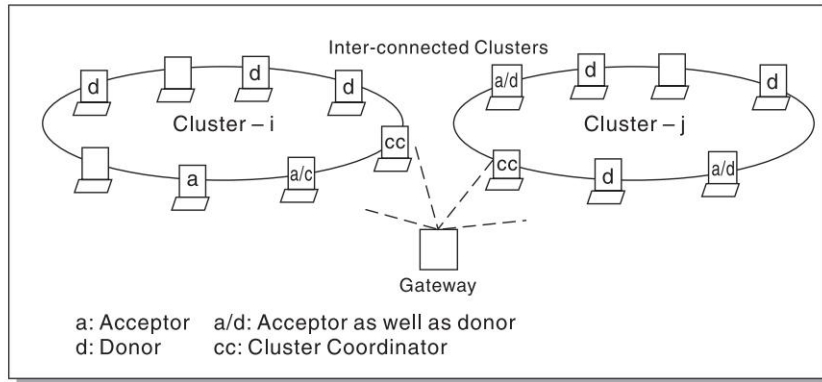 Inter-connected Clusters
d
d
d
Cluster – i
cc
a
a/c
a/d
d
d
Cluster – j
cc
d
a/d
Gateway
a: Acceptor a/d: Acceptor as well as donor
d: Donor cc: Cluster Coordinator